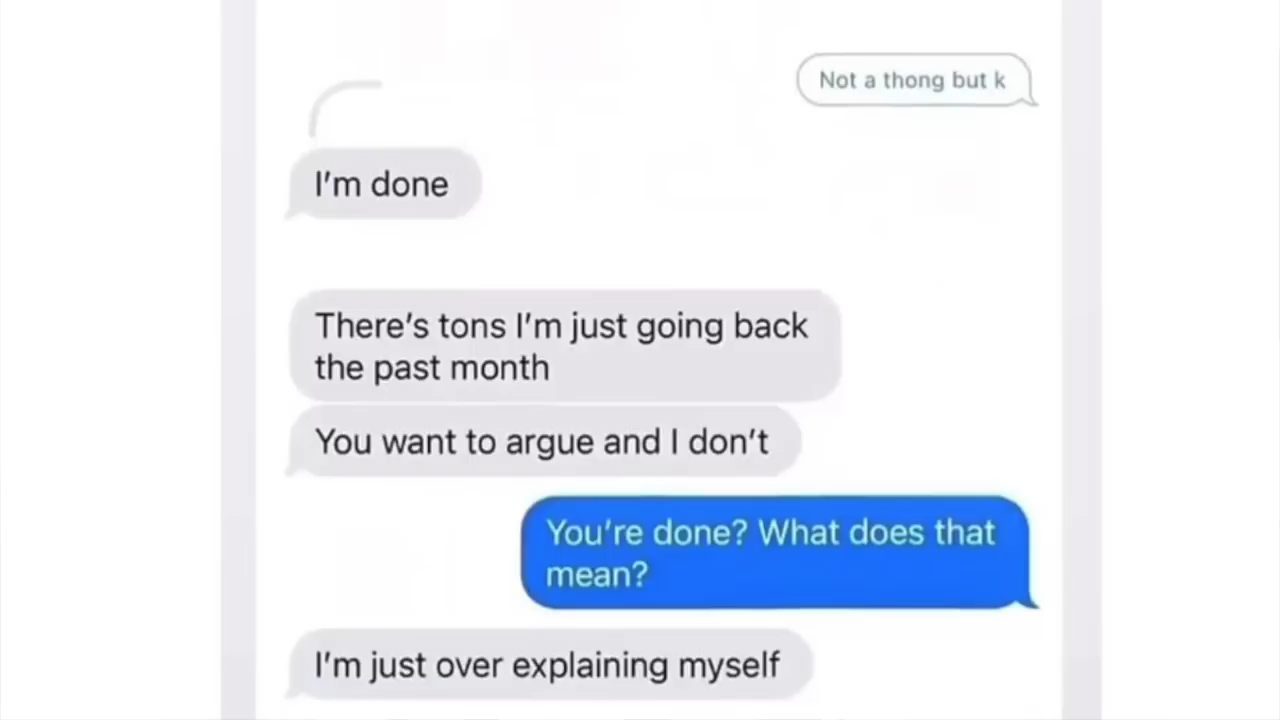 Not a thong but k
I'm done
There's tons I'm just going back
the past month
You want to argue and I don't
You're done? What does that
mean?
I'm just over explaining myself